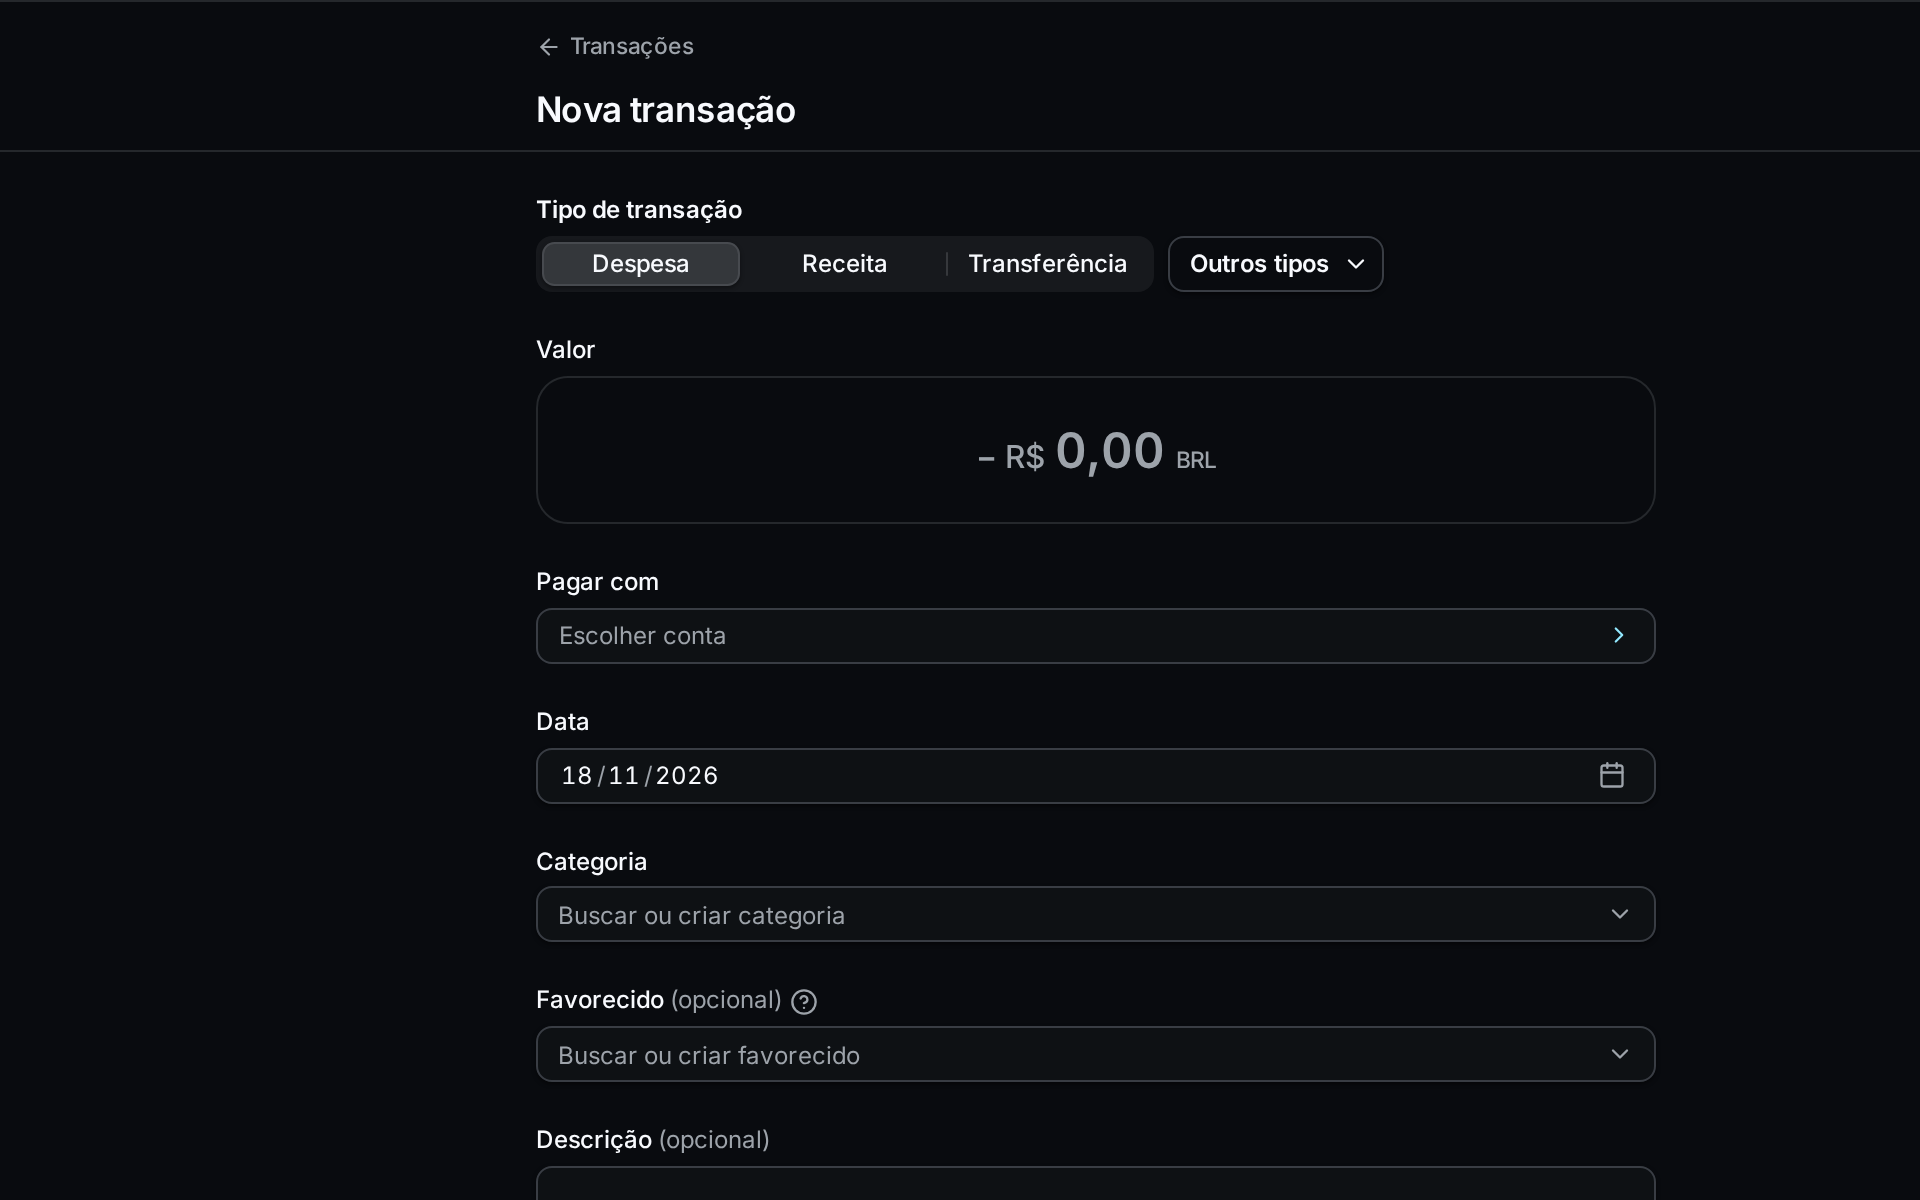 Transações
Nova transação
Tipo de transação
Despesa Receita Transferência Outros tipos
Valor
– R$ 0,00 BRL
Pagar com
Escolher conta
Data
18/11/2026
Categoria
Buscar ou criar categoria
Favorecido (opcional)
Buscar ou criar favorecido
Descrição (opcional)